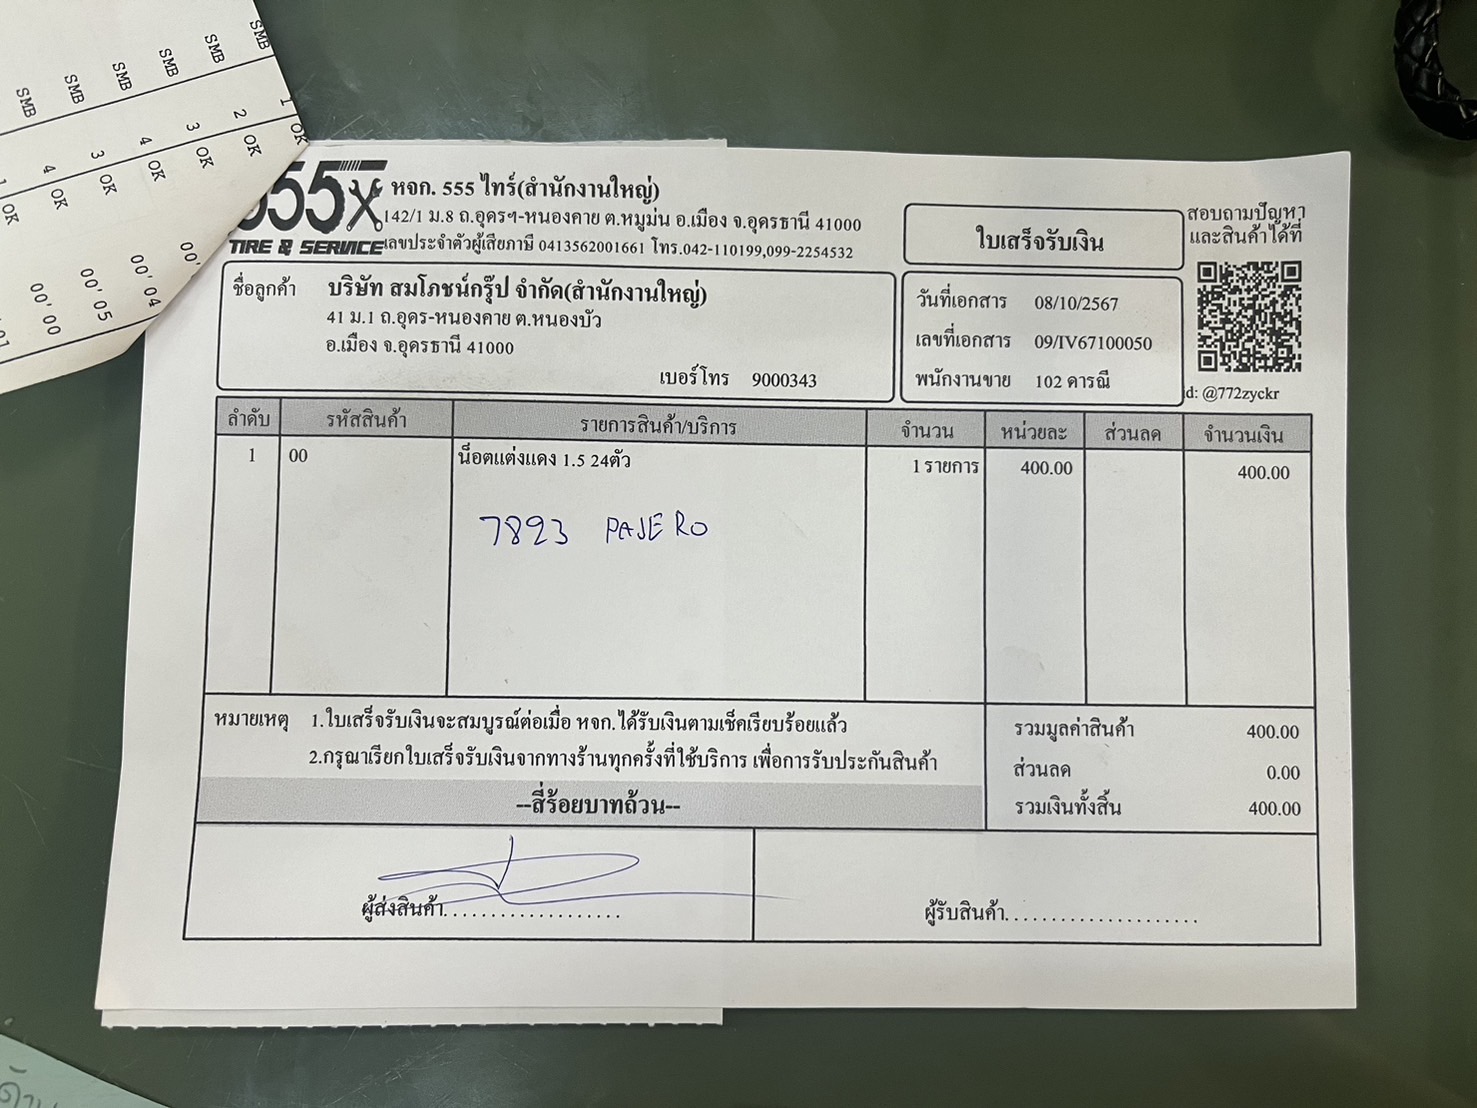 SMB SMB SMB SMB SMB SMB
1 2 3 4 3 4
OK OK OK OK OK OK OK
00' 00' 04 00' 05 00' 00
555
TIRE & SERVICE
หจก. 555 ไทร์(สำนักงานใหญ่)
142/1 ม.8 ถ.อุดรฯ-หนองคาย ต.หมูม่น อ.เมือง จ.อุดรธานี 41000
เลขประจำตัวผู้เสียภาษี 0413562001661 โทร.042-110199,099-2254532
ใบเสร็จรับเงิน
สอบถามปัญหา
และสินค้าได้ที่
id: @772zyckr
ชื่อลูกค้า บริษัท สมโภชน์กรุ๊ป จำกัด(สำนักงานใหญ่)
41 ม.1 ถ.อุดร-หนองคาย ต.หนองบัว
อ.เมือง จ.อุดรธานี 41000
เบอร์โทร 9000343
วันที่เอกสาร 08/10/2567
เลขที่เอกสาร 09/IV67100050
พนักงานขาย 102 ดารณี
ลำดับ รหัสสินค้า รายการสินค้า/บริการ จำนวน หน่วยละ ส่วนลด จำนวนเงิน
1 00 น็อตแต่งแดง 1.5 24ตัว 1 รายการ 400.00 400.00
7893 PAJERO
หมายเหตุ 1.ใบเสร็จรับเงินจะสมบูรณ์ต่อเมื่อ หจก.ได้รับเงินตามเช็คเรียบร้อยแล้ว
2.กรุณาเรียกใบเสร็จรับเงินจากทางร้านทุกครั้งที่ใช้บริการ เพื่อการรับประกันสินค้า
--สี่ร้อยบาทถ้วน--
รวมมูลค่าสินค้า 400.00
ส่วนลด 0.00
รวมเงินทั้งสิ้น 400.00
ผู้ส่งสินค้า...................
ผู้รับสินค้า....................